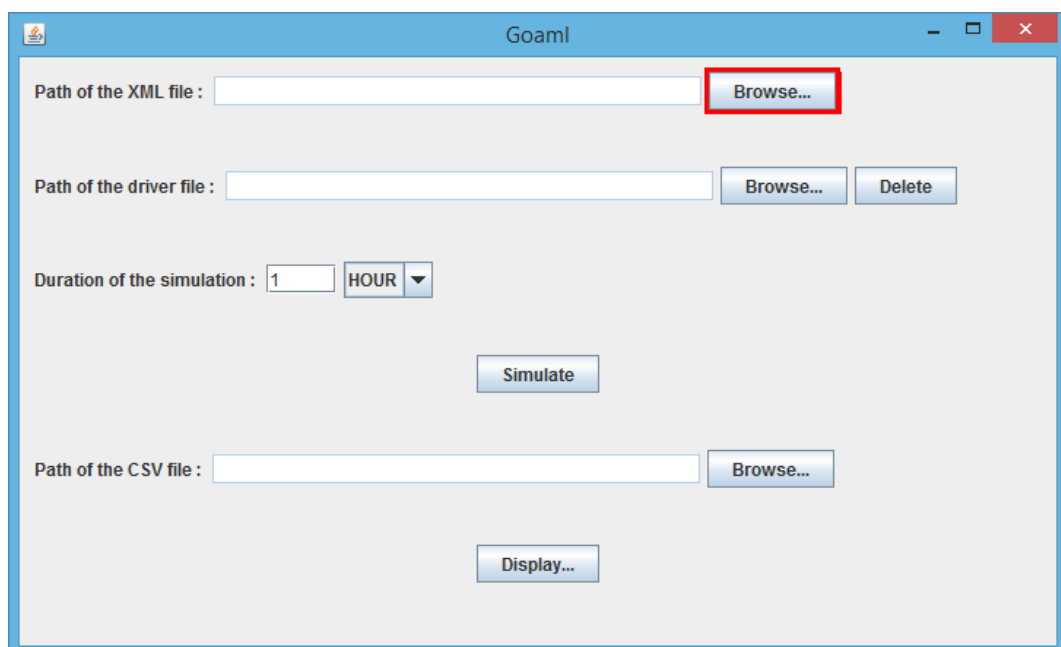 Goaml
Path of the XML file : Browse...
Path of the driver file : Browse... Delete
Duration of the simulation : 1 HOUR
Simulate
Path of the CSV file : Browse...
Display...